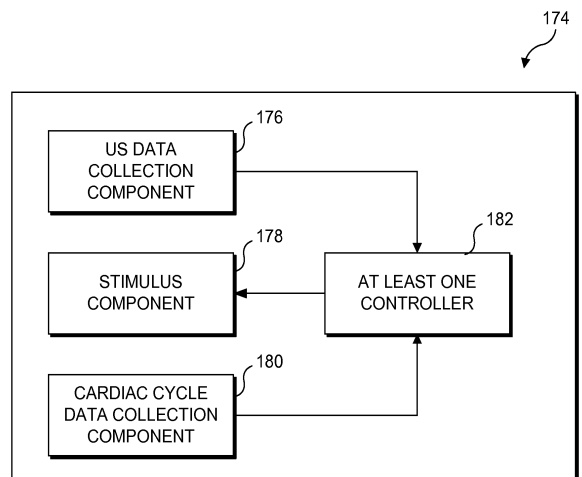 174
176
US DATA
COLLECTION
COMPONENT
178
STIMULUS
COMPONENT
182
AT LEAST ONE
CONTROLLER
180
CARDIAC CYCLE
DATA COLLECTION
COMPONENT